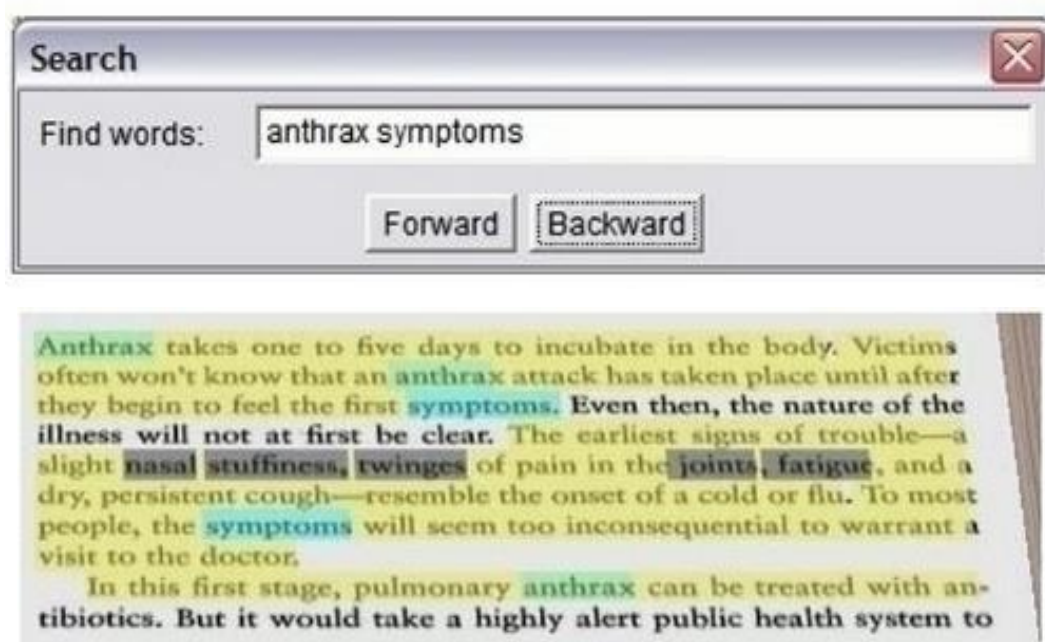 Search
Find words: anthrax symptoms
Forward Backward
Anthrax takes one to five days to incubate in the body. Victims
often won't know that an anthrax attack has taken place until after
they begin to feel the first symptoms. Even then, the nature of the
illness will not at first be clear. The earliest signs of trouble—a
slight nasal stuffiness, twinges of pain in the joints, fatigue, and a
dry, persistent cough—resemble the onset of a cold or flu. To most
people, the symptoms will seem too inconsequential to warrant a
visit to the doctor.
In this first stage, pulmonary anthrax can be treated with an-
tibiotics. But it would take a highly alert public health system to